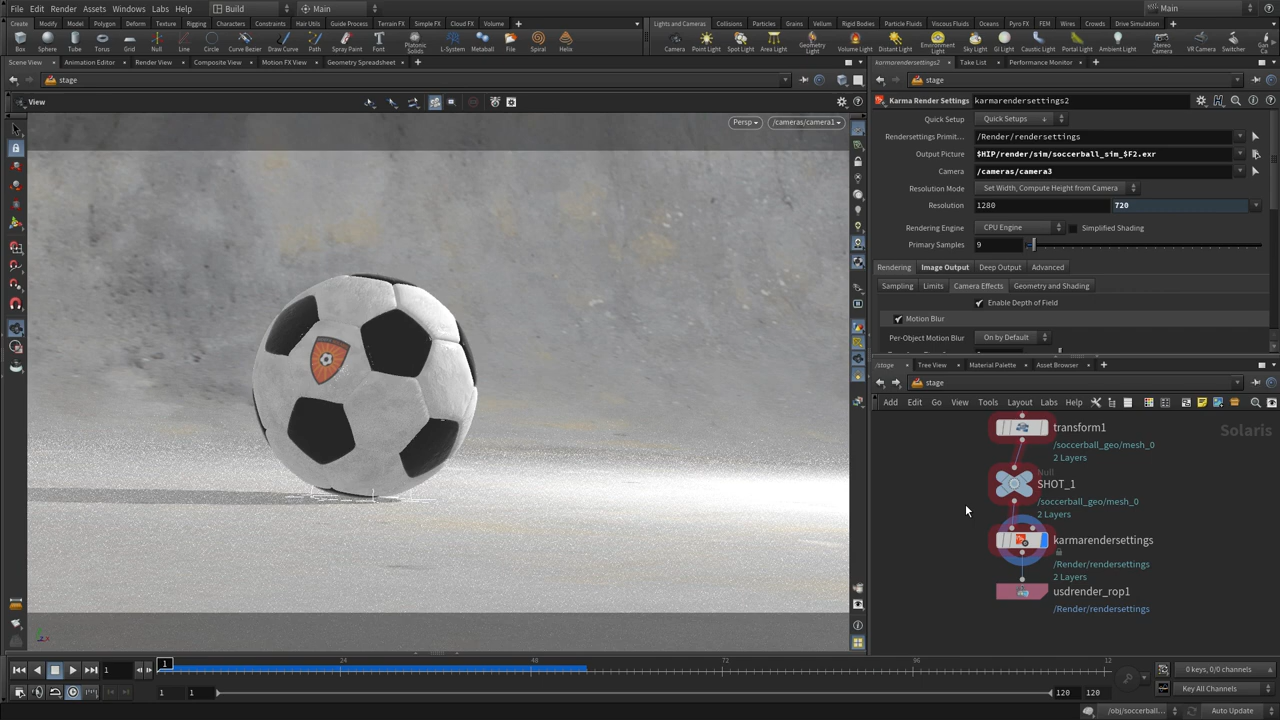 File Edit Render Assets Windows Labs Help Build Main Main
Create Modify Model Polygon Deform Texture Rigging Characters Constraints Hair Utils Guide Process Terrain FX Simple FX Cloud FX Volume
Lights and Cameras Collisions Particles Grains Vellum Rigid Bodies Particle Fluids Viscous Fluids Oceans Pyro FX FEM Wires Crowds Drive Simulation
Box Sphere Tube Torus Grid Null Line Circle Curve Bezier Draw Curve Path Spray Paint Font Platonic Solids L-System Metaball File Spiral Helix
Camera Point Light Spot Light Area Light Geometry Light Volume Light Distant Light Environment Light Sky Light GI Light Caustic Light Portal Light Ambient Light Stereo Camera VR Camera Switcher
Scene View Animation Editor Render View Composite View Motion FX View Geometry Spreadsheet
karmarendersettings2 Take List Performance Monitor
stage
stage
View
Persp /cameras/camera1
Karma Render Settings karmarendersettings2
Quick Setup Quick Setups
Rendersettings Primit... /Render/rendersettings
Output Picture $HIP/render/sim/soccerball_sim_$F2.exr
Camera /cameras/camera3
Resolution Mode Set Width, Compute Height from Camera
Resolution 1280 720
Rendering Engine CPU Engine Simplified Shading
Primary Samples 9
Rendering Image Output Deep Output Advanced
Sampling Limits Camera Effects Geometry and Shading
Enable Depth of Field
Motion Blur
Per-Object Motion Blur On by Default
/stage Tree View Material Palette Asset Browser
stage
Add Edit Go View Tools Layout Labs Help
Solaris
transform1
/soccerball_geo/mesh_0
2 Layers
Null
SHOT_1
/soccerball_geo/mesh_0
2 Layers
karmarendersettings
/Render/rendersettings
2 Layers
usdrender_rop1
/Render/rendersettings
1 1 24 48 72 96 12
0 keys, 0/0 channels
1 1 120 120
Key All Channels
/obj/soccerball... Auto Update